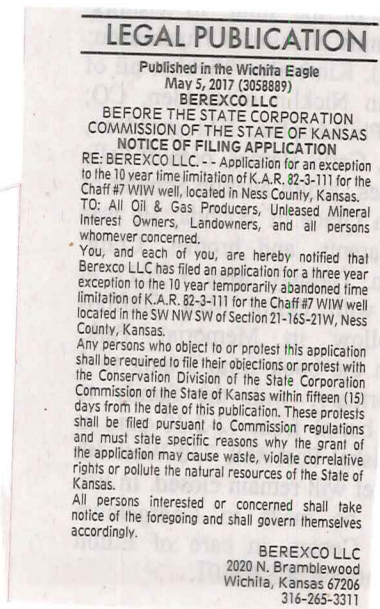 LEGAL PUBLICATION
Published in the Wichita Eagle
May 5, 2017 (3058889)
BEREXCO LLC
BEFORE THE STATE CORPORATION
COMMISSION OF THE STATE OF KANSAS
NOTICE OF FILING APPLICATION
RE: BEREXCO LLC. - - Application for an exception
to the 10 year time limitation of K.A.R. 82-3-111 for the
Chaff #7 WIW well, located in Ness County, Kansas.
TO: All Oil & Gas Producers, Unleased Mineral
Interest Owners, Landowners, and all persons
whomever concerned.
You, and each of you, are hereby notified that
Berexco LLC has filed an application for a three year
exception to the 10 year temporarily abandoned time
limitation of K.A.R. 82-3-111 for the Chaff #7 WIW well
located in the SW NW SW of Section 21-16S-21W, Ness
County, Kansas.
Any persons who object to or protest this application
shall be required to file their objections or protest with
the Conservation Division of the State Corporation
Commission of the State of Kansas within fifteen (15)
days from the date of this publication. These protests
shall be filed pursuant to Commission regulations
and must state specific reasons why the grant of
the application may cause waste, violate correlative
rights or pollute the natural resources of the State of
Kansas.
All persons interested or concerned shall take
notice of the foregoing and shall govern themselves
accordingly.
BEREXCO LLC
2020 N. Bramblewood
Wichita, Kansas 67206
316-265-3311